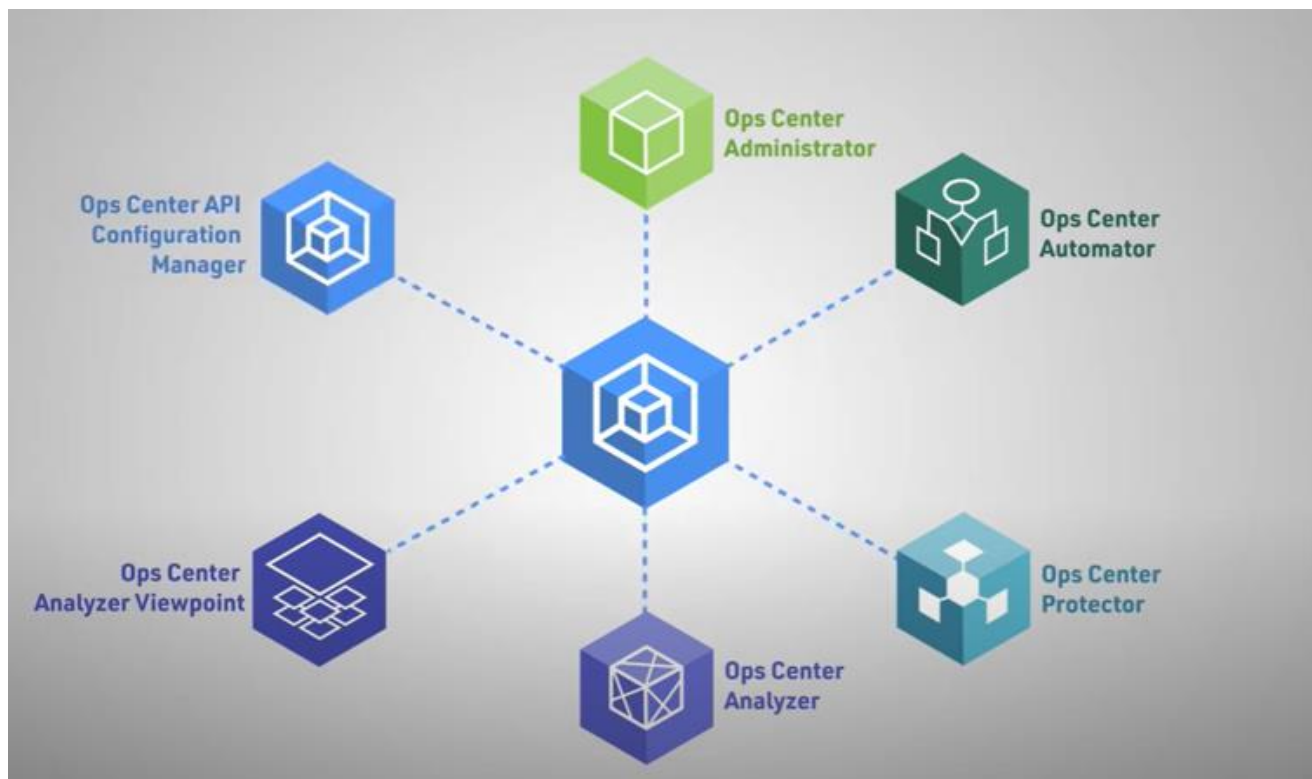 Ops Center
Administrator
Ops Center API
Configuration
Manager
Ops Center
Automator
Ops Center
Analyzer Viewpoint
Ops Center
Protector
Ops Center
Analyzer